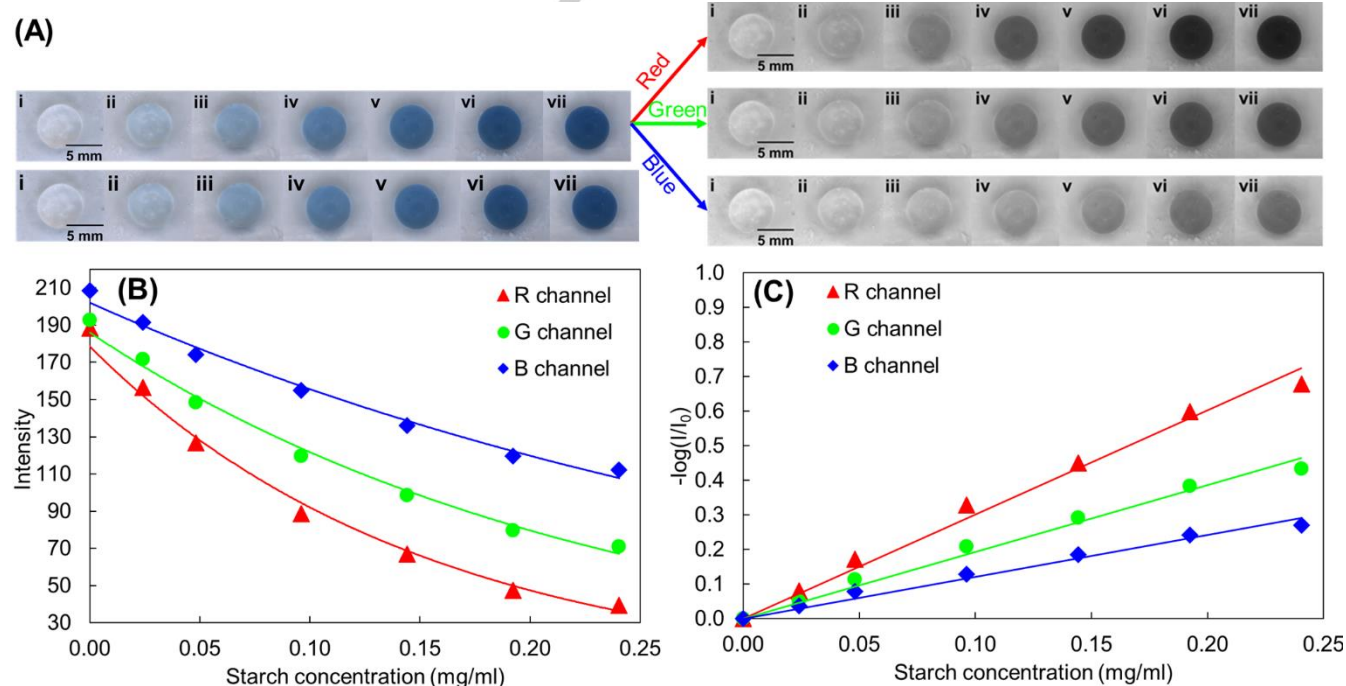 (A)
i ii iii iv v vi vii
5 mm
i ii iii iv v vi vii
5 mm
Red
Green
Blue
i ii iii iv v vi vii
5 mm
i ii iii iv v vi vii
5 mm
i ii iii iv v vi vii
5 mm
(B)
R channel
G channel
B channel
210
190
170
150
130
110
90
70
50
30
Intensity
0.00 0.05 0.10 0.15 0.20 0.25
Starch concentration (mg/ml)
(C)
R channel
G channel
B channel
1.0
0.9
0.8
0.7
0.6
0.5
0.4
0.3
0.2
0.1
0.0
-log(I/I0)
0.00 0.05 0.10 0.15 0.20 0.25
Starch concentration (mg/ml)